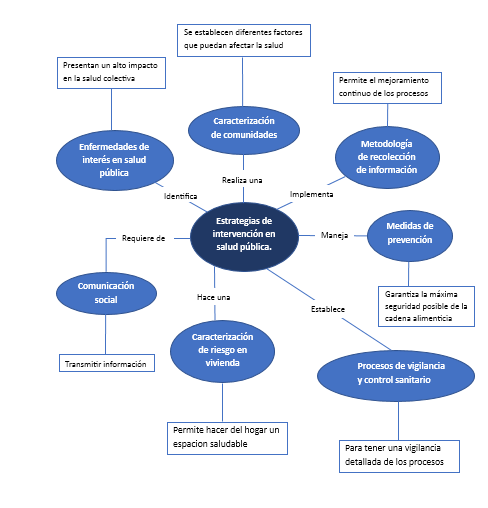 Se establecen diferentes factores
que puedan afectar la salud
Presentan un alto impacto
en la salud colectiva
Permite el mejoramiento
continuo de los procesos
Caracterización
de comunidades
Enfermedades de
interés en salud
pública
Metodología
de recolección
de información
Realiza una
Identifica
Implementa
Estrategias de
intervención en
salud pública.
Medidas de
prevención
Requiere de
Maneja
Comunicación
social
Garantiza la máxima
seguridad posible de la
cadena alimenticia
Hace una
Establece
Caracterización
de riesgo en
vivienda
Transmitir información
Procesos de vigilancia
y control sanitario
Permite hacer del hogar un
espacion saludable
Para tener una vigilancia
detallada de los procesos